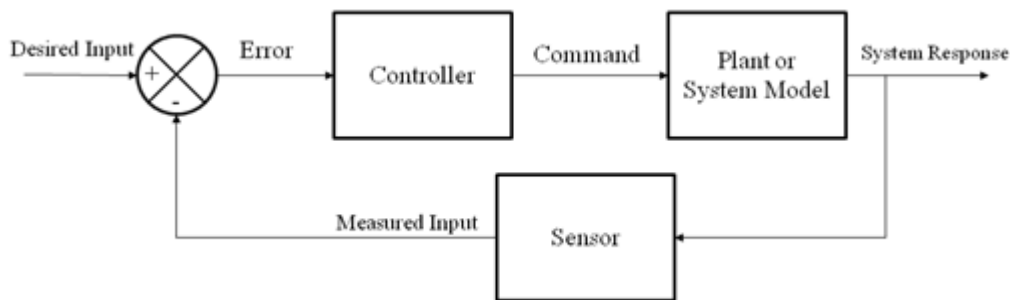 Desired Input
+
-
Error
Controller
Command
Plant or
System Model
System Response
Measured Input
Sensor